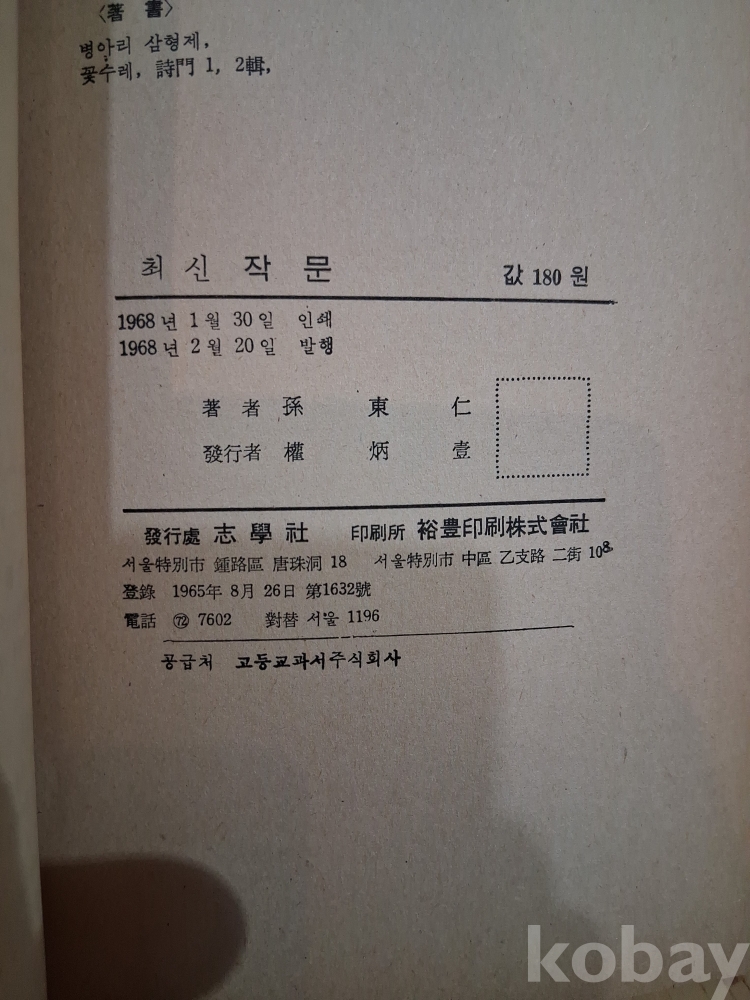 〈著 書〉
병아리 삼형제,
꽃수레, 詩門 1, 2輯,
최신 작문 값 180 원
1968 년 1 월 30 일 인쇄
1968 년 2 월 20 일 발행
著 者 孫 東 仁
發行者 權 炳 壹
發行處 志學社 印刷所 裕豊印刷株式會社
서울特別市 鍾路區 唐珠洞 18 서울特別市 中區 乙支路 二街 108
登錄 1965年 8月 26日 第1632號
電話 ㊆ 7602 對替 서울 1196
공급처 고등교과서주식회사
kobay